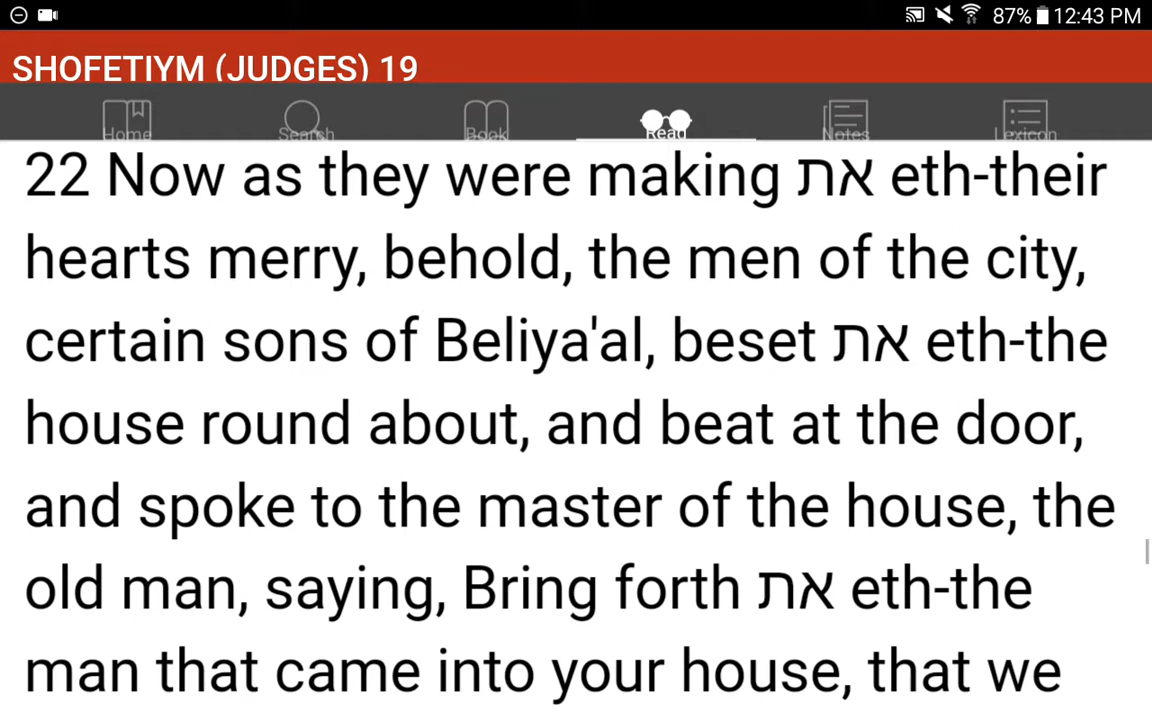 87% 12:43 PM
SHOFETIYM (JUDGES) 19
Home Search Book Read Notes Lexicon
22 Now as they were making את eth-their
hearts merry, behold, the men of the city,
certain sons of Beliya'al, beset את eth-the
house round about, and beat at the door,
and spoke to the master of the house, the
old man, saying, Bring forth את eth-the
man that came into your house, that we